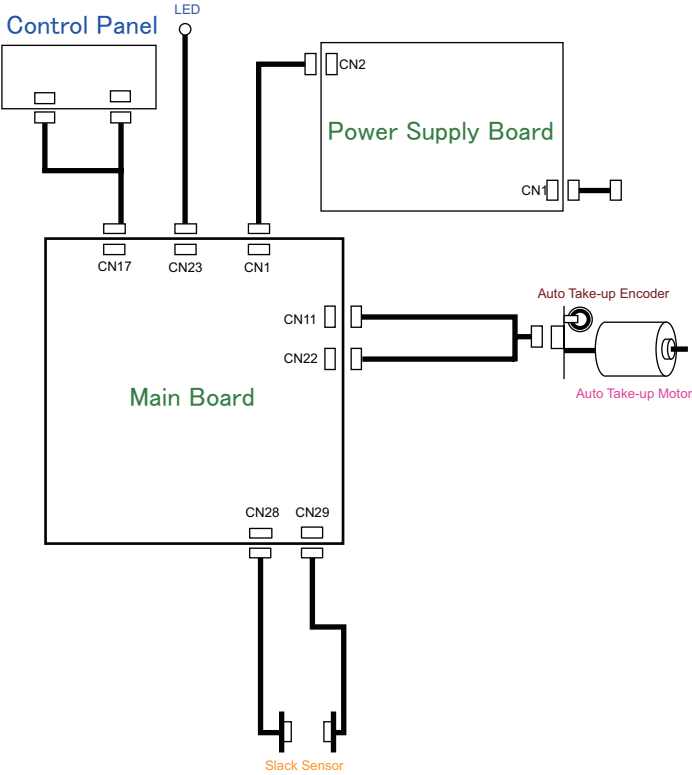 LED
Control Panel
CN2
Power Supply Board
CN1
CN17
CN23
CN1
Auto Take-up Encoder
CN11
CN22
Auto Take-up Motor
Main Board
CN28
CN29
Slack Sensor